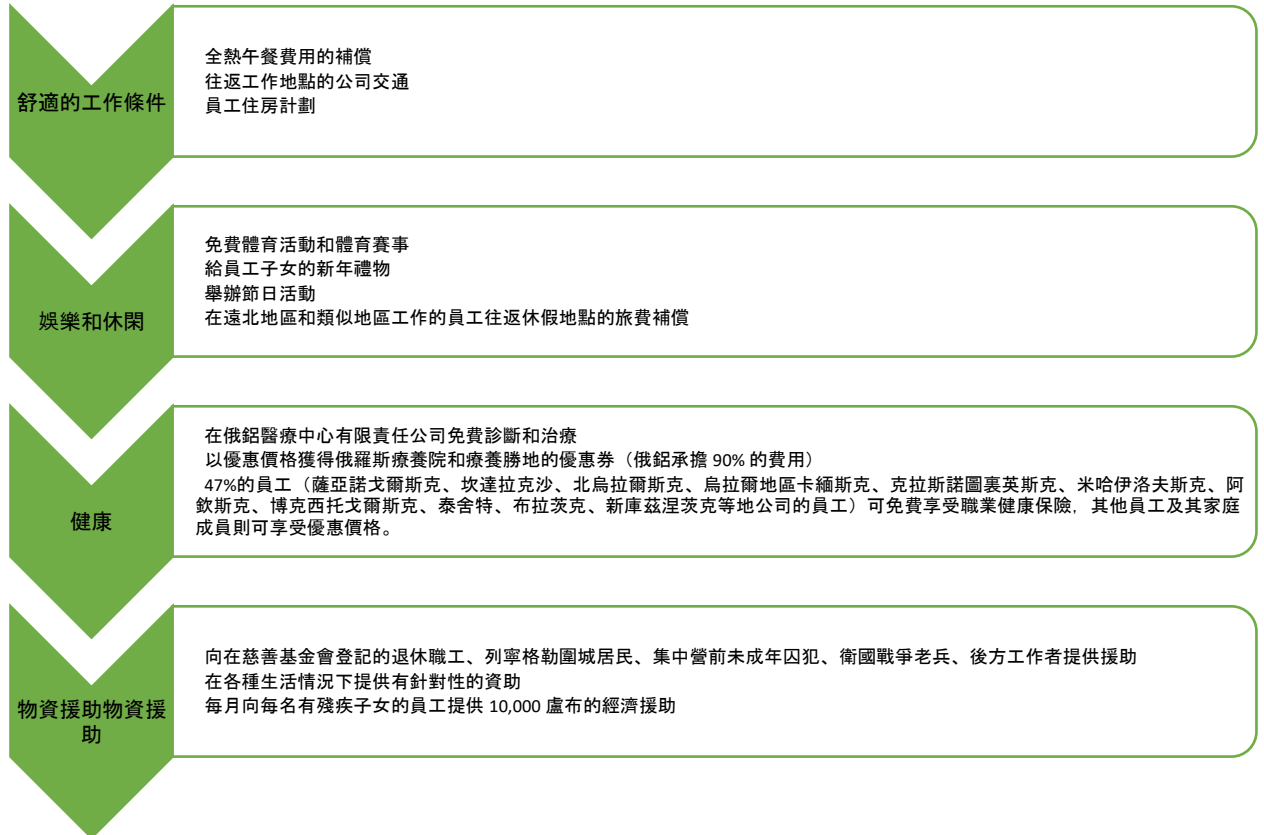 舒適的工作條件
全熱午餐費用的補償
往返工作地點的公司交通
員工住房計劃
娛樂和休閑
免費體育活動和體育賽事
給員工子女的新年禮物
舉辦節日活動
在遠北地區和類似地區工作的員工往返休假地點的旅費補償
健康
在俄鋁醫療中心有限責任公司免費診斷和治療
以優惠價格獲得俄羅斯療養院和療養勝地的優惠券（俄鋁承擔 90% 的費用）
47%的員工（薩亞諾戈爾斯克、坎達拉克沙、北烏拉爾斯克、烏拉爾地區卡緬斯克、克拉斯諾圖裏英斯克、米哈伊洛夫斯克、阿
欽斯克、博克西托戈爾斯克、泰舍特、布拉茨克、新庫茲涅茨克等地公司的員工）可免費享受職業健康保險，其他員工及其家庭
成員則可享受優惠價格。
物資援助物資援
助
向在慈善基金會登記的退休職工、列寧格勒圍城居民、集中營前未成年囚犯、衛國戰爭老兵、後方工作者提供援助
在各種生活情況下提供有針對性的資助
每月向每名有殘疾子女的員工提供 10,000 盧布的經濟援助